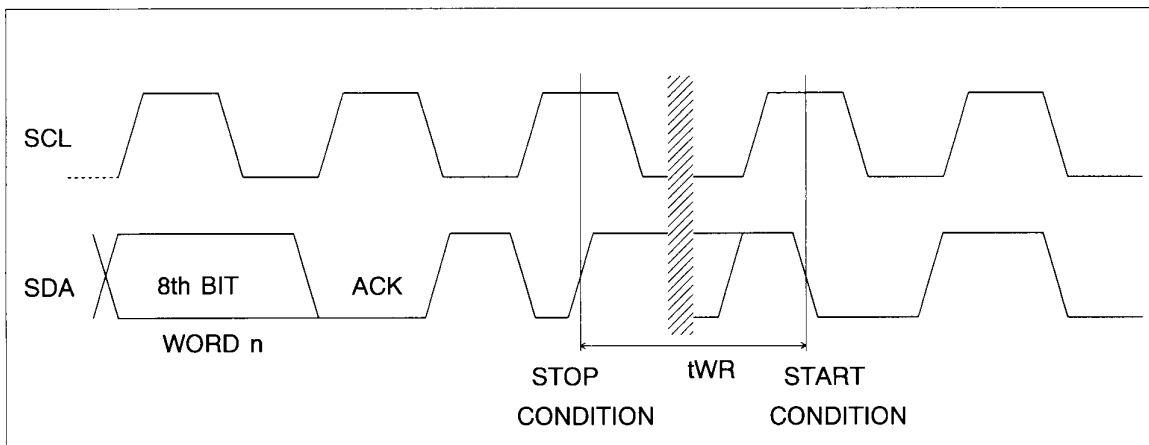 SCL
SDA
8th BIT
ACK
WORD n
tWR
STOP
CONDITION
START
CONDITION